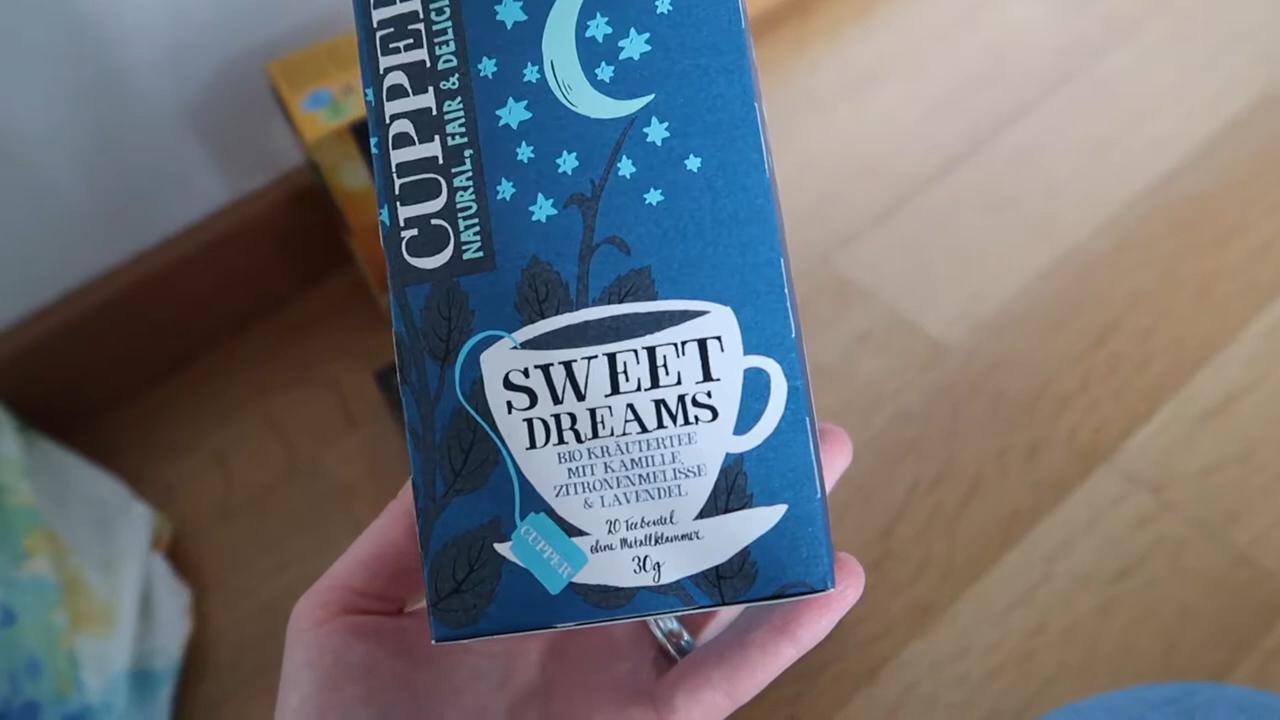 CUPPER
NATURAL, FAIR & DELICI
SWEET
DREAMS
BIO KRÄUTERTEE
MIT KAMILLE,
ZITRONENMELISSE
& LAVENDEL
20 Teebeutel
ohne Metallklammer
30g
CUPPER